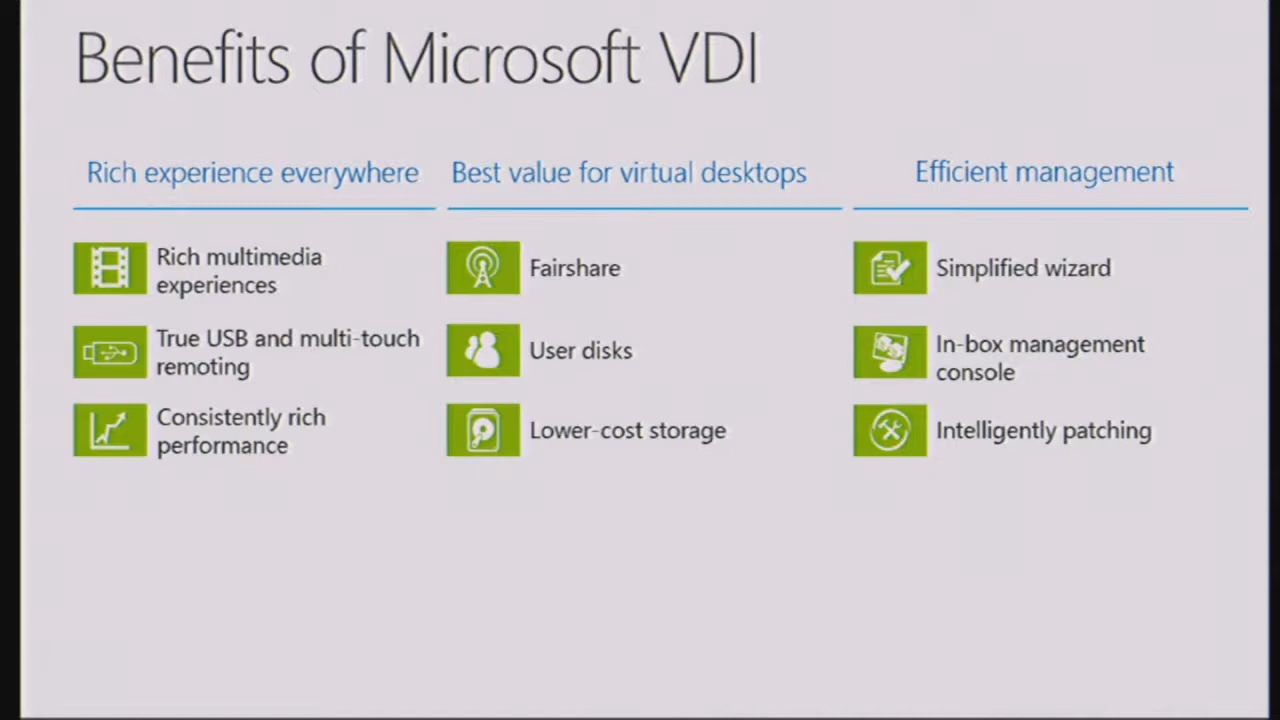 Benefits of Microsoft VDI
Rich experience everywhere
Rich multimedia
experiences
True USB and multi-touch
remoting
Consistently rich
performance
Best value for virtual desktops
Fairshare
User disks
Lower-cost storage
Efficient management
Simplified wizard
In-box management
console
Intelligently patching